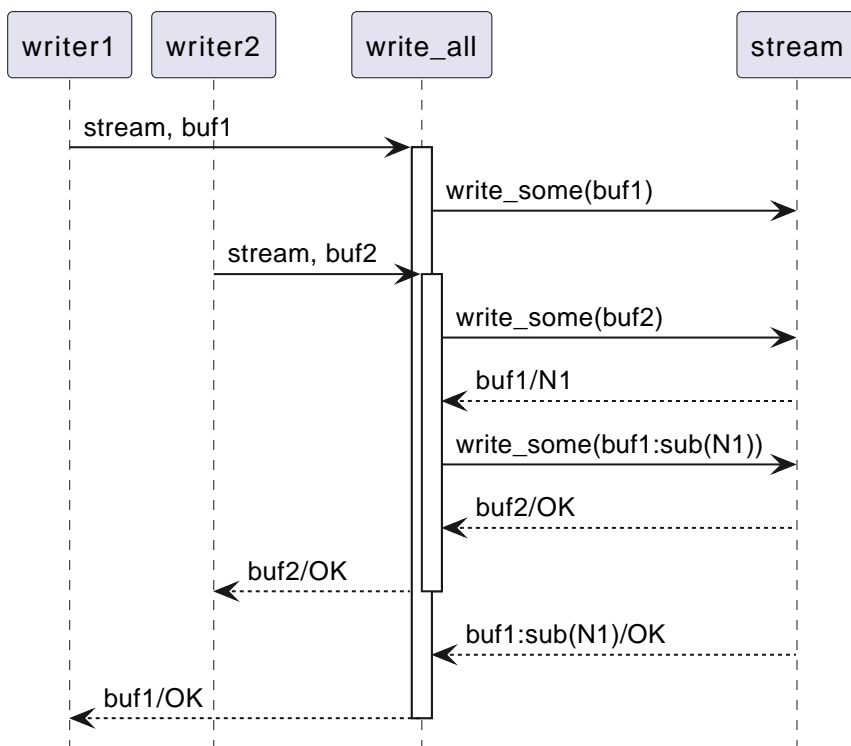 writer1
writer2
write_all
stream
stream, buf1
write_some(buf1)
stream, buf2
write_some(buf2)
buf1/N1
write_some(buf1:sub(N1))
buf2/OK
buf2/OK
buf1:sub(N1)/OK
buf1/OK